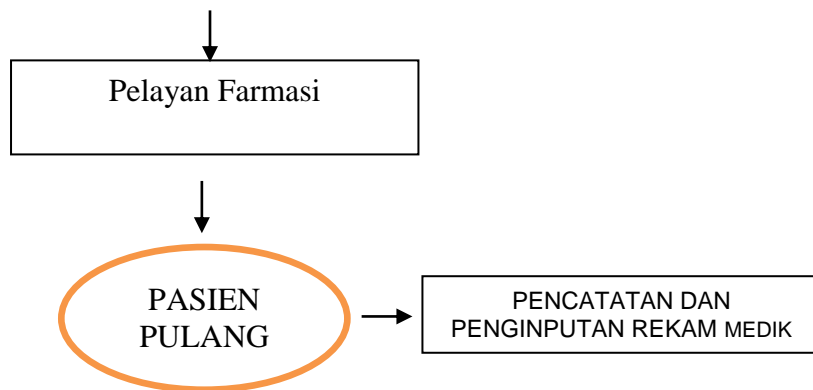 Pelayan Farmasi
PASIEN
PULANG
PENCATATAN DAN
PENGINPUTAN REKAM MEDIK